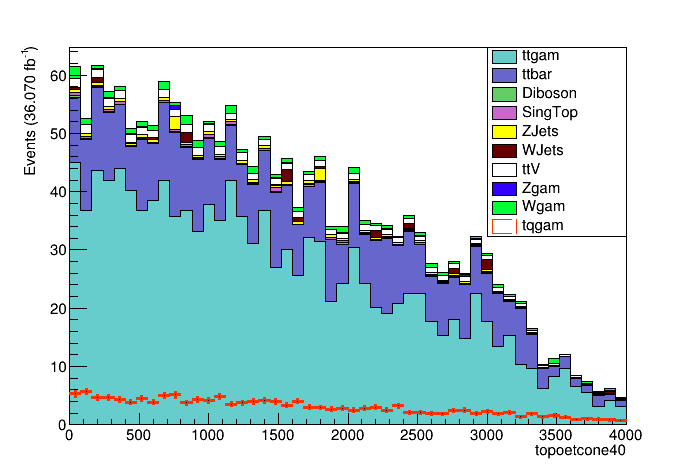 Events (36.070 fb⁻¹)
60
50
40
30
20
10
0
0 500 1000 1500 2000 2500 3000 3500 4000
topoetcone40
ttgam
ttbar
Diboson
SingTop
ZJets
WJets
ttV
Zgam
Wgam
tqgam